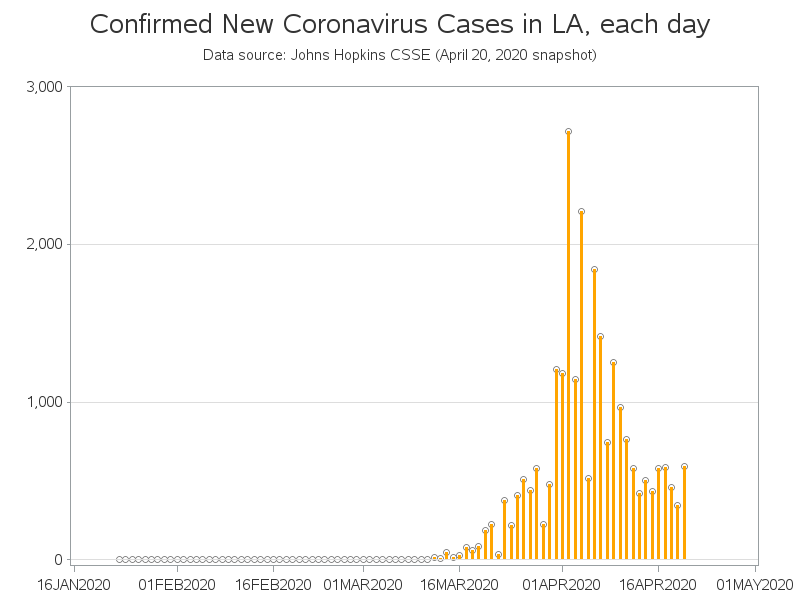 Confirmed New Coronavirus Cases in LA, each day
Data source: Johns Hopkins CSSE (April 20, 2020 snapshot)
3,000
2,000
1,000
0
16JAN2020 01FEB2020 16FEB2020 01MAR2020 16MAR2020 01APR2020 16APR2020 01MAY2020